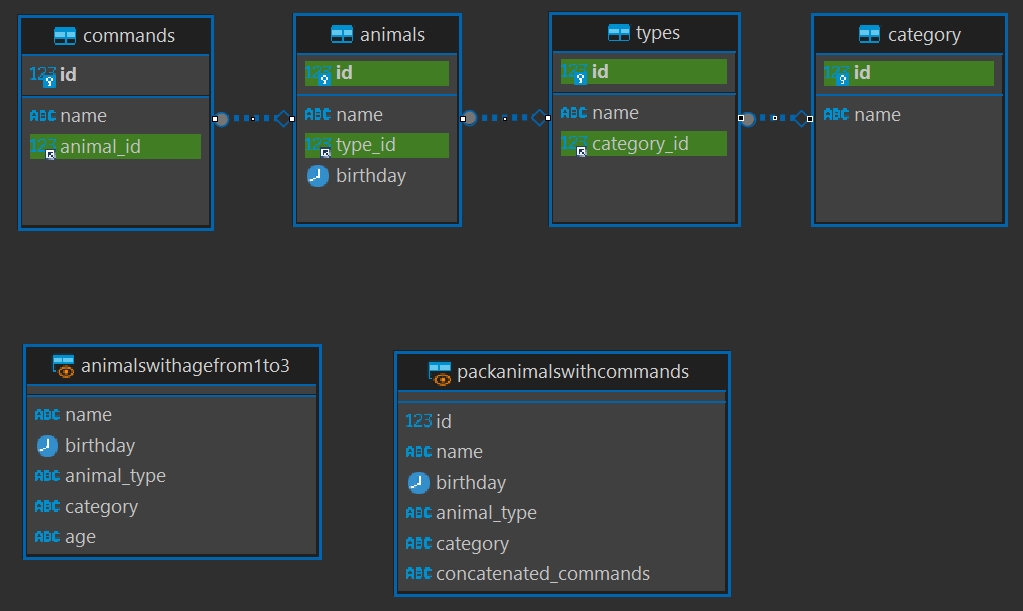 commands
123 id
ABC name
123 animal_id
animals
123 id
ABC name
123 type_id
birthday
types
123 id
ABC name
123 category_id
category
123 id
ABC name
animalswithagefrom1to3
ABC name
birthday
ABC animal_type
ABC category
ABC age
packanimalswithcommands
123 id
ABC name
birthday
ABC animal_type
ABC category
ABC concatenated_commands